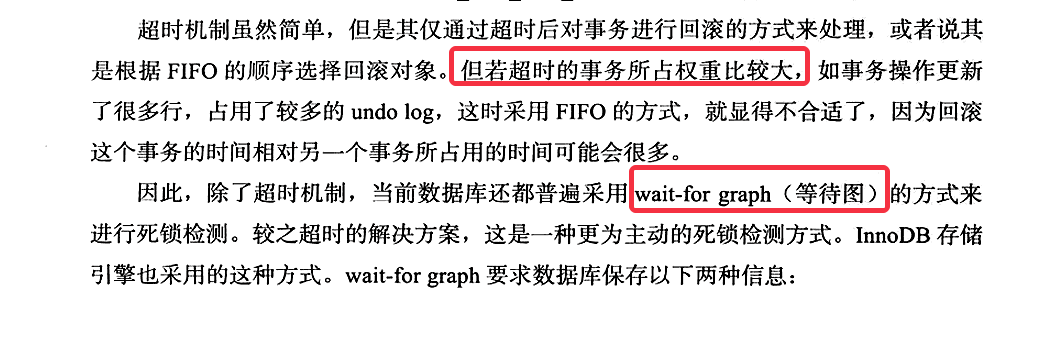 超时机制虽然简单，但是其仅通过超时后对事务进行回滚的方式来处理，或者说其
是根据 FIFO 的顺序选择回滚对象。但若超时的事务所占权重比较大，如事务操作更新
了很多行，占用了较多的 undo log，这时采用 FIFO 的方式，就显得不合适了，因为回滚
这个事务的时间相对另一个事务所占用的时间可能会很多。
因此，除了超时机制，当前数据库还都普遍采用 wait-for graph（等待图）的方式来
进行死锁检测。较之超时的解决方案，这是一种更为主动的死锁检测方式。InnoDB 存储
引擎也采用的这种方式。wait-for graph 要求数据库保存以下两种信息：